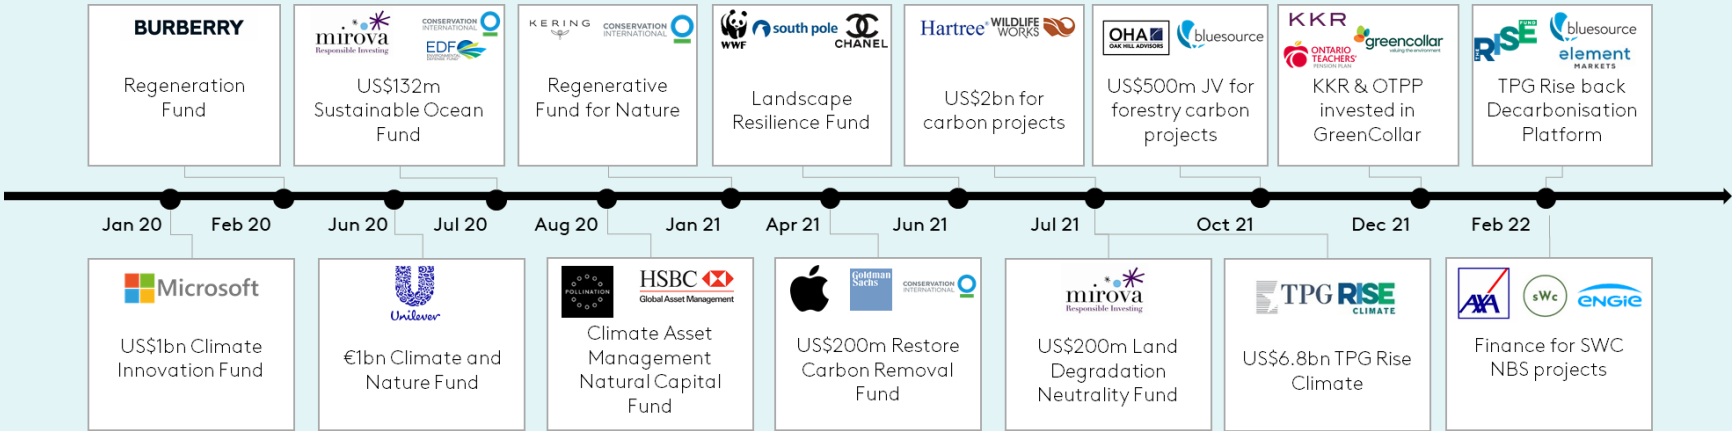 BURBERRY
Regeneration
Fund
mirova
Responsible Investing
CONSERVATION
INTERNATIONAL
EDF
ENVIRONMENTAL
DEFENSE FUND
US$132m
Sustainable Ocean
Fund
KERING
CONSERVATION
INTERNATIONAL
Regenerative
Fund for Nature
WWF
south pole
CHANEL
Landscape
Resilience Fund
Hartree
WILDLIFE
WORKS
US$2bn for
carbon projects
OHA
OAK HILL ADVISORS
bluesource
US$500m JV for
forestry carbon
projects
KKR
ONTARIO
TEACHERS'
PENSION PLAN
greencollar
valuing the environment
KKR & OTPP
invested in
GreenCollar
THE RISE FUND
bluesource
element
MARKETS
TPG Rise back
Decarbonisation
Platform
Jan 20
Feb 20
Jun 20
Jul 20
Aug 20
Jan 21
Apr 21
Jun 21
Jul 21
Oct 21
Dec 21
Feb 22
Microsoft
US$1bn Climate
Innovation Fund
Unilever
€1bn Climate and
Nature Fund
POLLINATION
HSBC
Global Asset Management
Climate Asset
Management
Natural Capital
Fund
Goldman
Sachs
CONSERVATION
INTERNATIONAL
US$200m Restore
Carbon Removal
Fund
mirova
Responsible Investing
US$200m Land
Degradation
Neutrality Fund
TPG RISE
CLIMATE
US$6.8bn TPG Rise
Climate
AXA
sWc
ENGIE
Finance for SWC
NBS projects